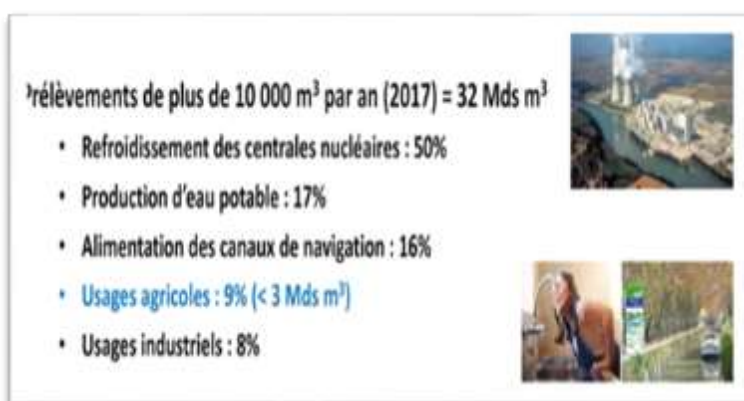 rélèvements de plus de 10 000 m³ par an (2017) = 32 Mds m³
• Refroidissement des centrales nucléaires : 50%
• Production d'eau potable : 17%
• Alimentation des canaux de navigation : 16%
• Usages agricoles : 9% (< 3 Mds m³)
• Usages industriels : 8%